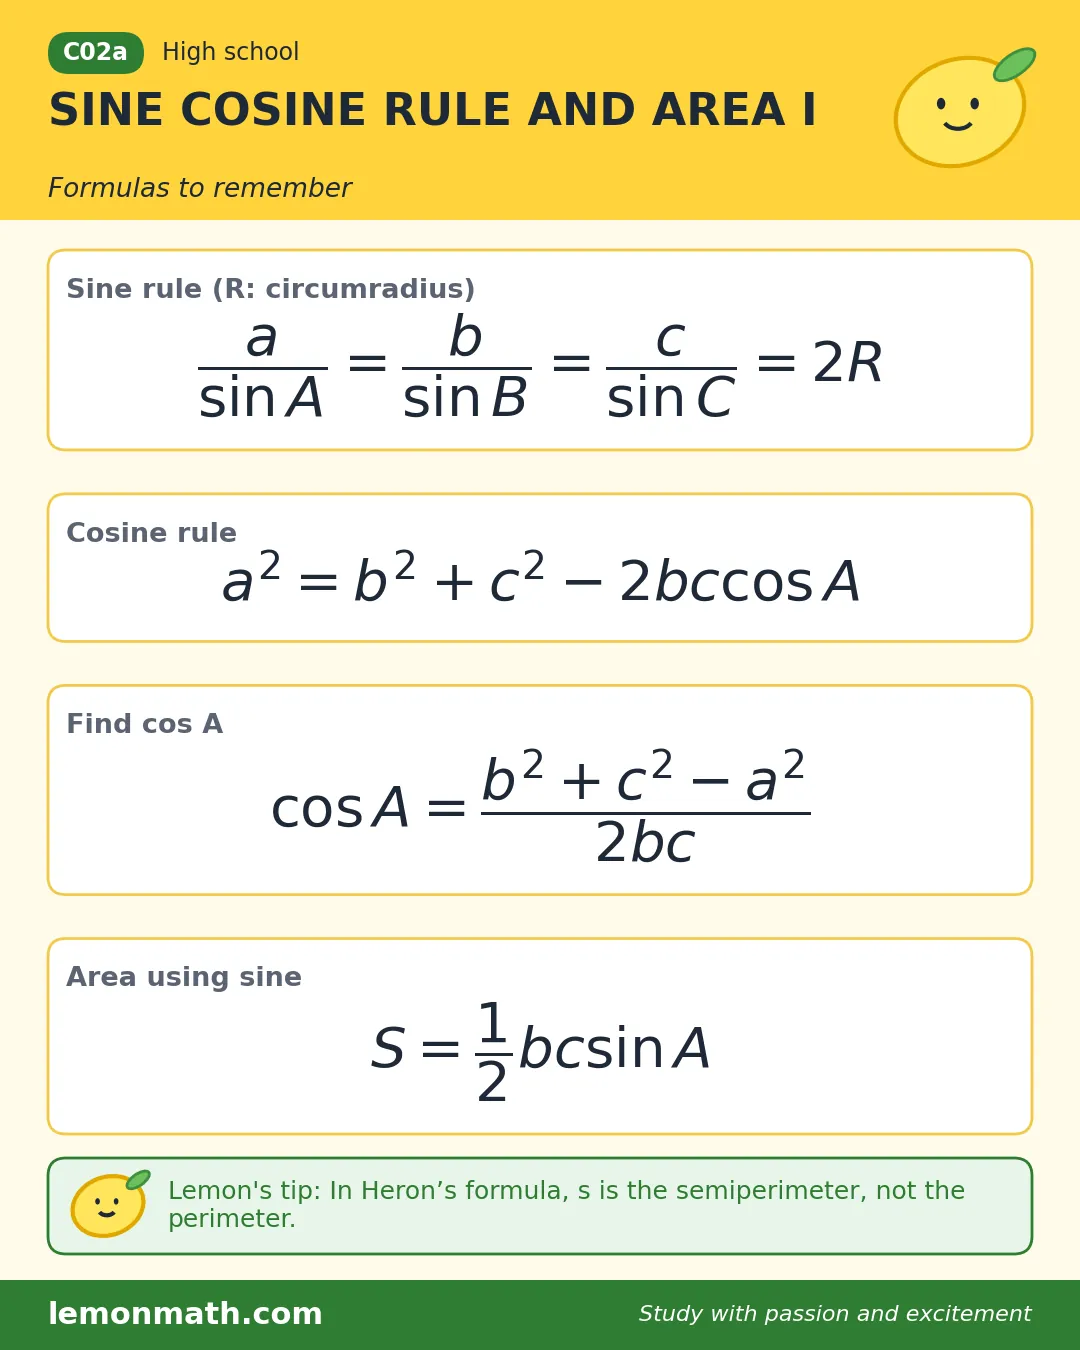 C02a High school
SINE COSINE RULE AND AREA I
Formulas to remember
Sine rule (R: circumradius)
a/sin A = b/sin B = c/sin C = 2R
Cosine rule
a² = b² + c² − 2bc cos A
Find cos A
cos A = (b² + c² − a²)/(2bc)
Area using sine
S = 1/2 bc sin A
Lemon's tip: In Heron’s formula, s is the semiperimeter, not the
perimeter.
lemonmath.com
Study with passion and excitement